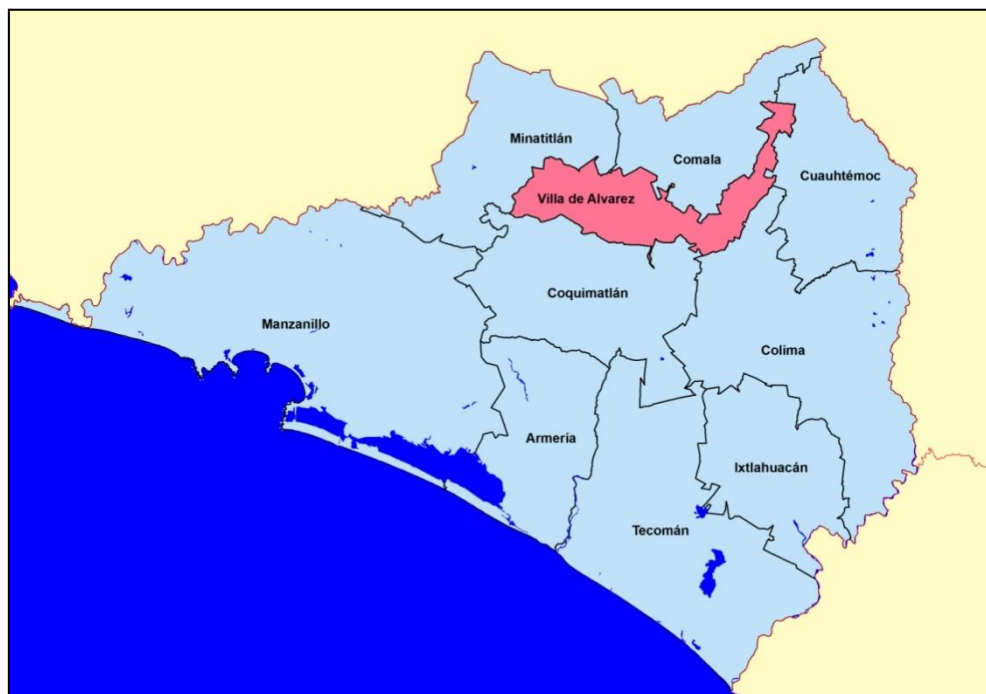 Minatitlán
Comala
Cuauhtémoc
Villa de Alvarez
Coquimatlán
Manzanillo
Colima
Armería
Ixtlahuacán
Tecomán